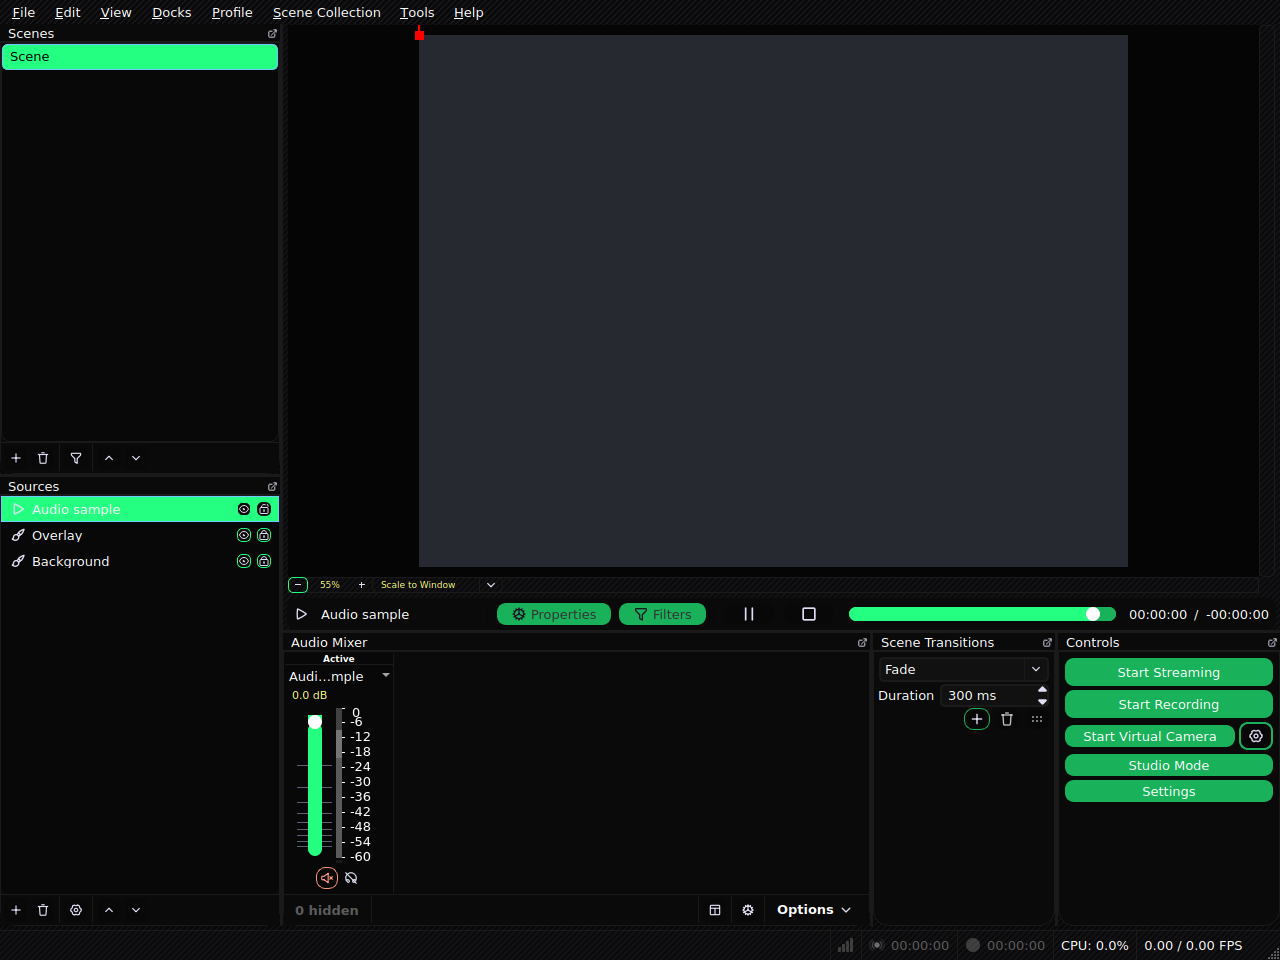 File Edit View Docks Profile Scene Collection Tools Help
Scenes
Scene
Sources
Audio sample
Overlay
Background
55% Scale to Window
Audio sample Properties Filters 00:00:00 / -00:00:00
Audio Mixer
Active
Audi...mple
0.0 dB
0
-6
-12
-18
-24
-30
-36
-42
-48
-54
-60
0 hidden
Options
Scene Transitions
Fade
Duration 300 ms
Controls
Start Streaming
Start Recording
Start Virtual Camera
Studio Mode
Settings
00:00:00 00:00:00 CPU: 0.0% 0.00 / 0.00 FPS